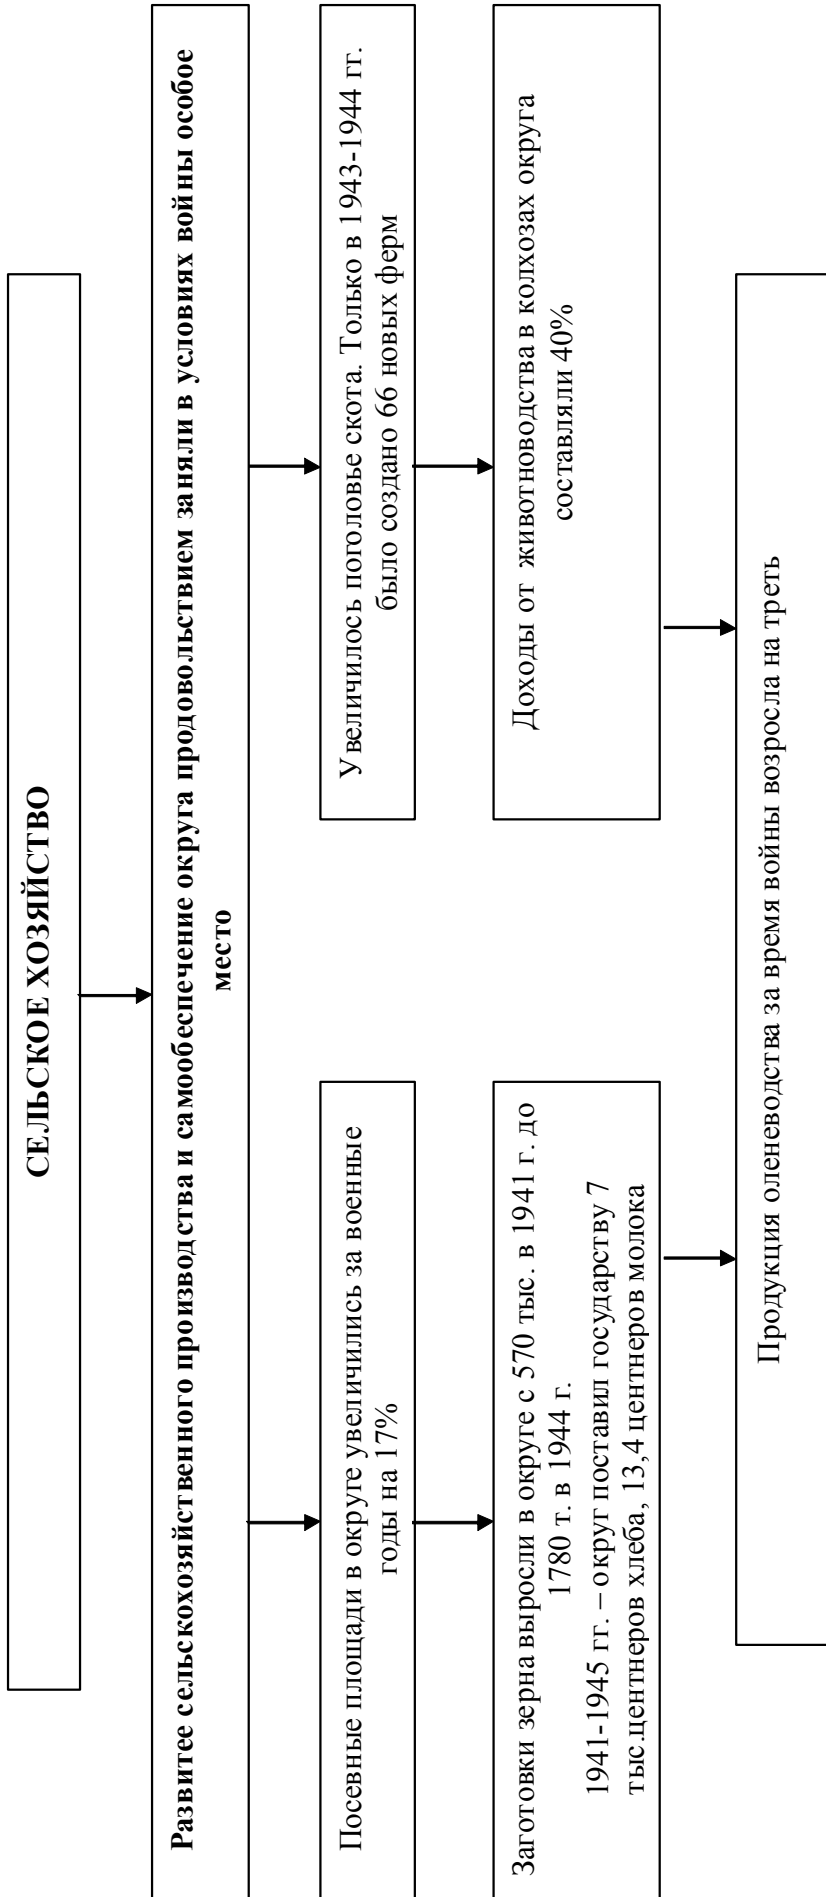 СЕЛЬСКОЕ ХОЗЯЙСТВО
Развитее сельскохозяйственного производства и самообеспечение округа продовольствием заняли в условиях войны особое
место
Посевные площади в округе увеличились за военные
годы на 17%
Увеличилось поголовье скота. Только в 1943-1944 гг.
было создано 66 новых ферм
Заготовки зерна выросли в округе с 570 тыс. в 1941 г. до
1780 т. в 1944 г.
1941-1945 гг. – округ поставил государству 7
тыс.центнеров хлеба, 13,4 центнеров молока
Доходы от животноводства в колхозах округа
составляли 40%
Продукция оленеводства за время войны возросла на треть